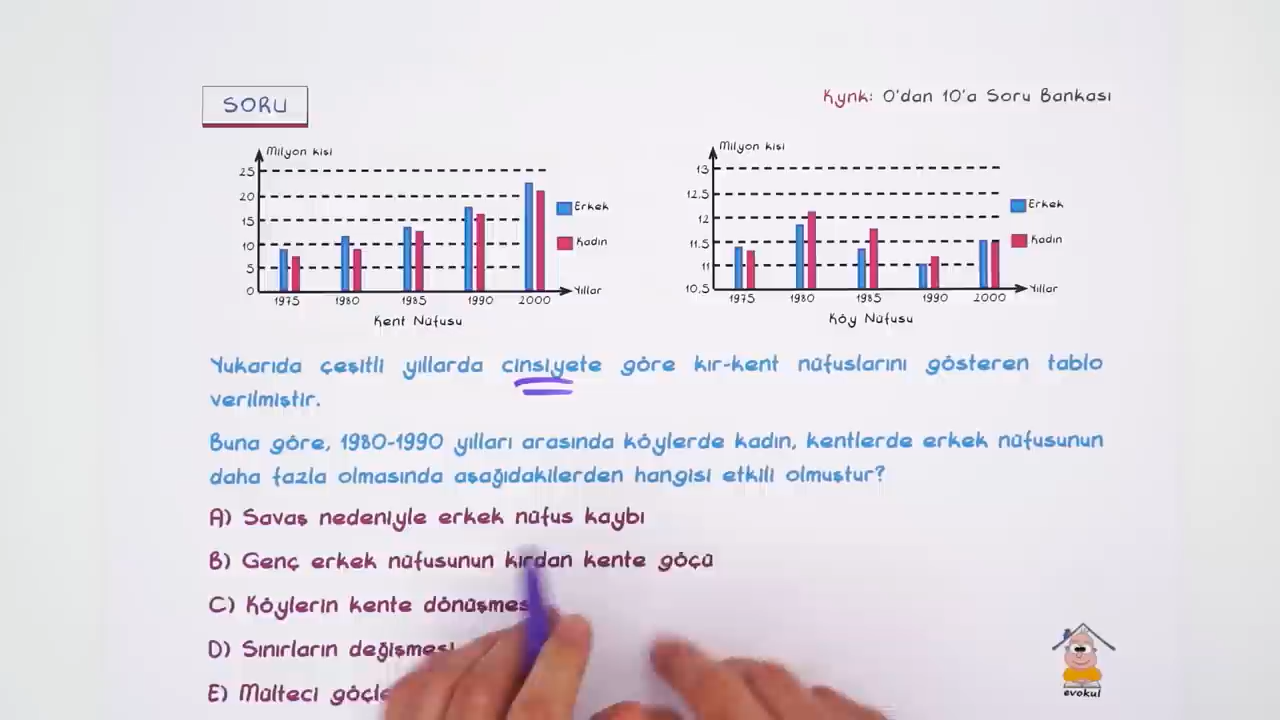 SORU
Kynk: 0'dan 10'a Soru Bankası
Milyon kişi
25
20
15
10
5
0
Erkek
Kadın
1975 1980 1985 1990 2000 Yıllar
Kent Nüfusu
Milyon kişi
13
12.5
12
11.5
11
10.5
Erkek
Kadın
1975 1980 1985 1990 2000 Yıllar
Köy Nüfusu
Yukarıda çeşitli yıllarda cinsiyete göre kır-kent nüfuslarını gösteren tablo
verilmiştir.
Buna göre, 1980-1990 yılları arasında köylerde kadın, kentlerde erkek nüfusunun
daha fazla olmasında aşağıdakilerden hangisi etkili olmuştur?
A) Savaş nedeniyle erkek nüfus kaybı
B) Genç erkek nüfusunun kırdan kente göçü
C) Köylerin kente dönüşmes
D) Sınırların değişmesi
E) Mülteci göçle
evokul